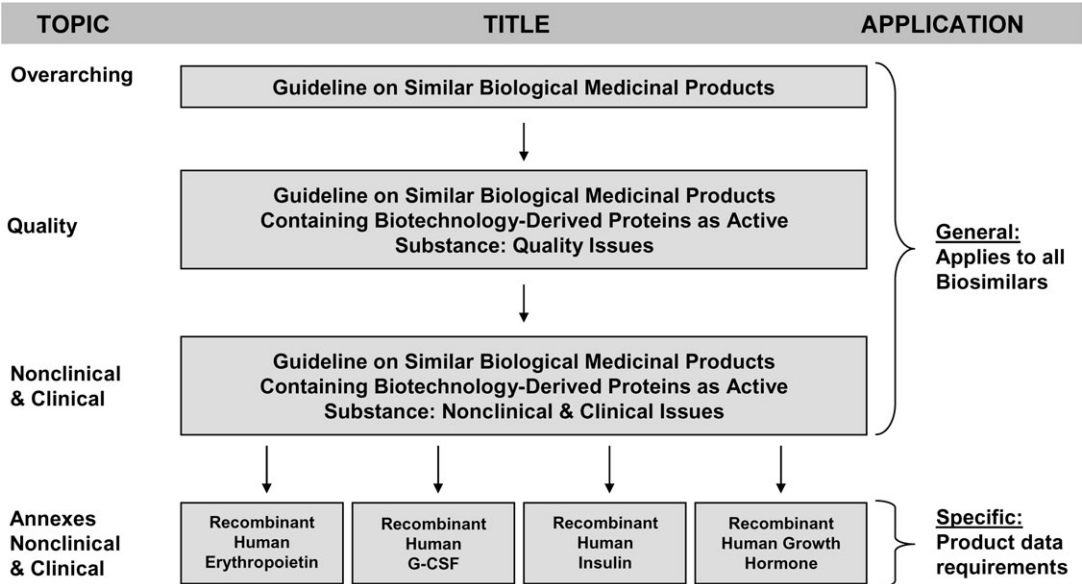 TOPIC TITLE APPLICATION
Overarching
Guideline on Similar Biological Medicinal Products
Quality
Guideline on Similar Biological Medicinal Products
Containing Biotechnology-Derived Proteins as Active
Substance: Quality Issues
General:
Applies to all
Biosimilars
Nonclinical
& Clinical
Guideline on Similar Biological Medicinal Products
Containing Biotechnology-Derived Proteins as Active
Substance: Nonclinical & Clinical Issues
Annexes
Nonclinical
& Clinical
Recombinant
Human
Erythropoietin
Recombinant
Human
G-CSF
Recombinant
Human
Insulin
Recombinant
Human Growth
Hormone
Specific:
Product data
requirements